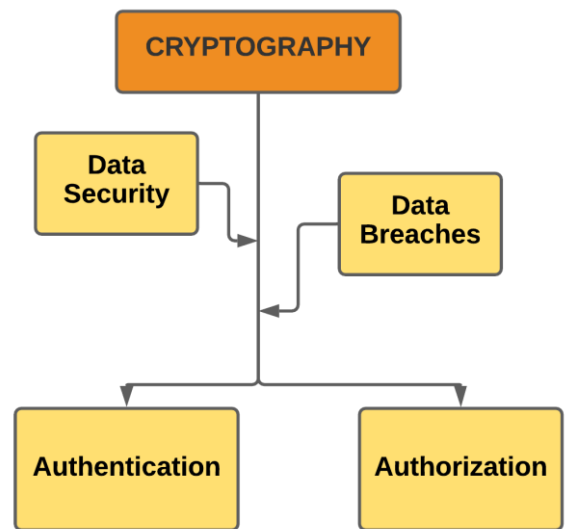 CRYPTOGRAPHY
Data
Security
Data
Breaches
Authentication
Authorization